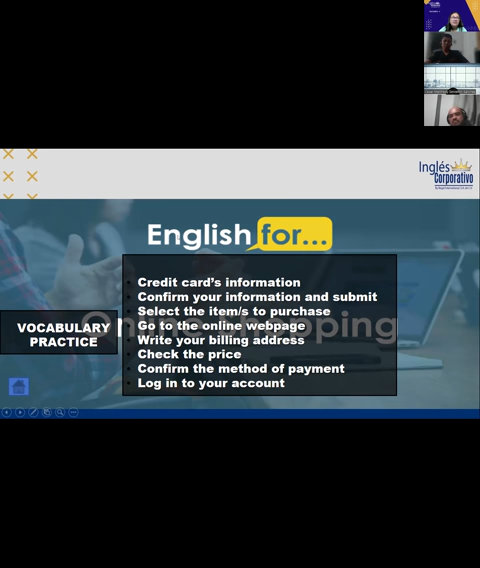 Inglés
Corporativo
English for...
Online Shopping
VOCABULARY
PRACTICE
Credit card's information
Confirm your information and submit
Select the item/s to purchase
Go to the online webpage
Write your billing address
Check the price
Confirm the method of payment
Log in to your account